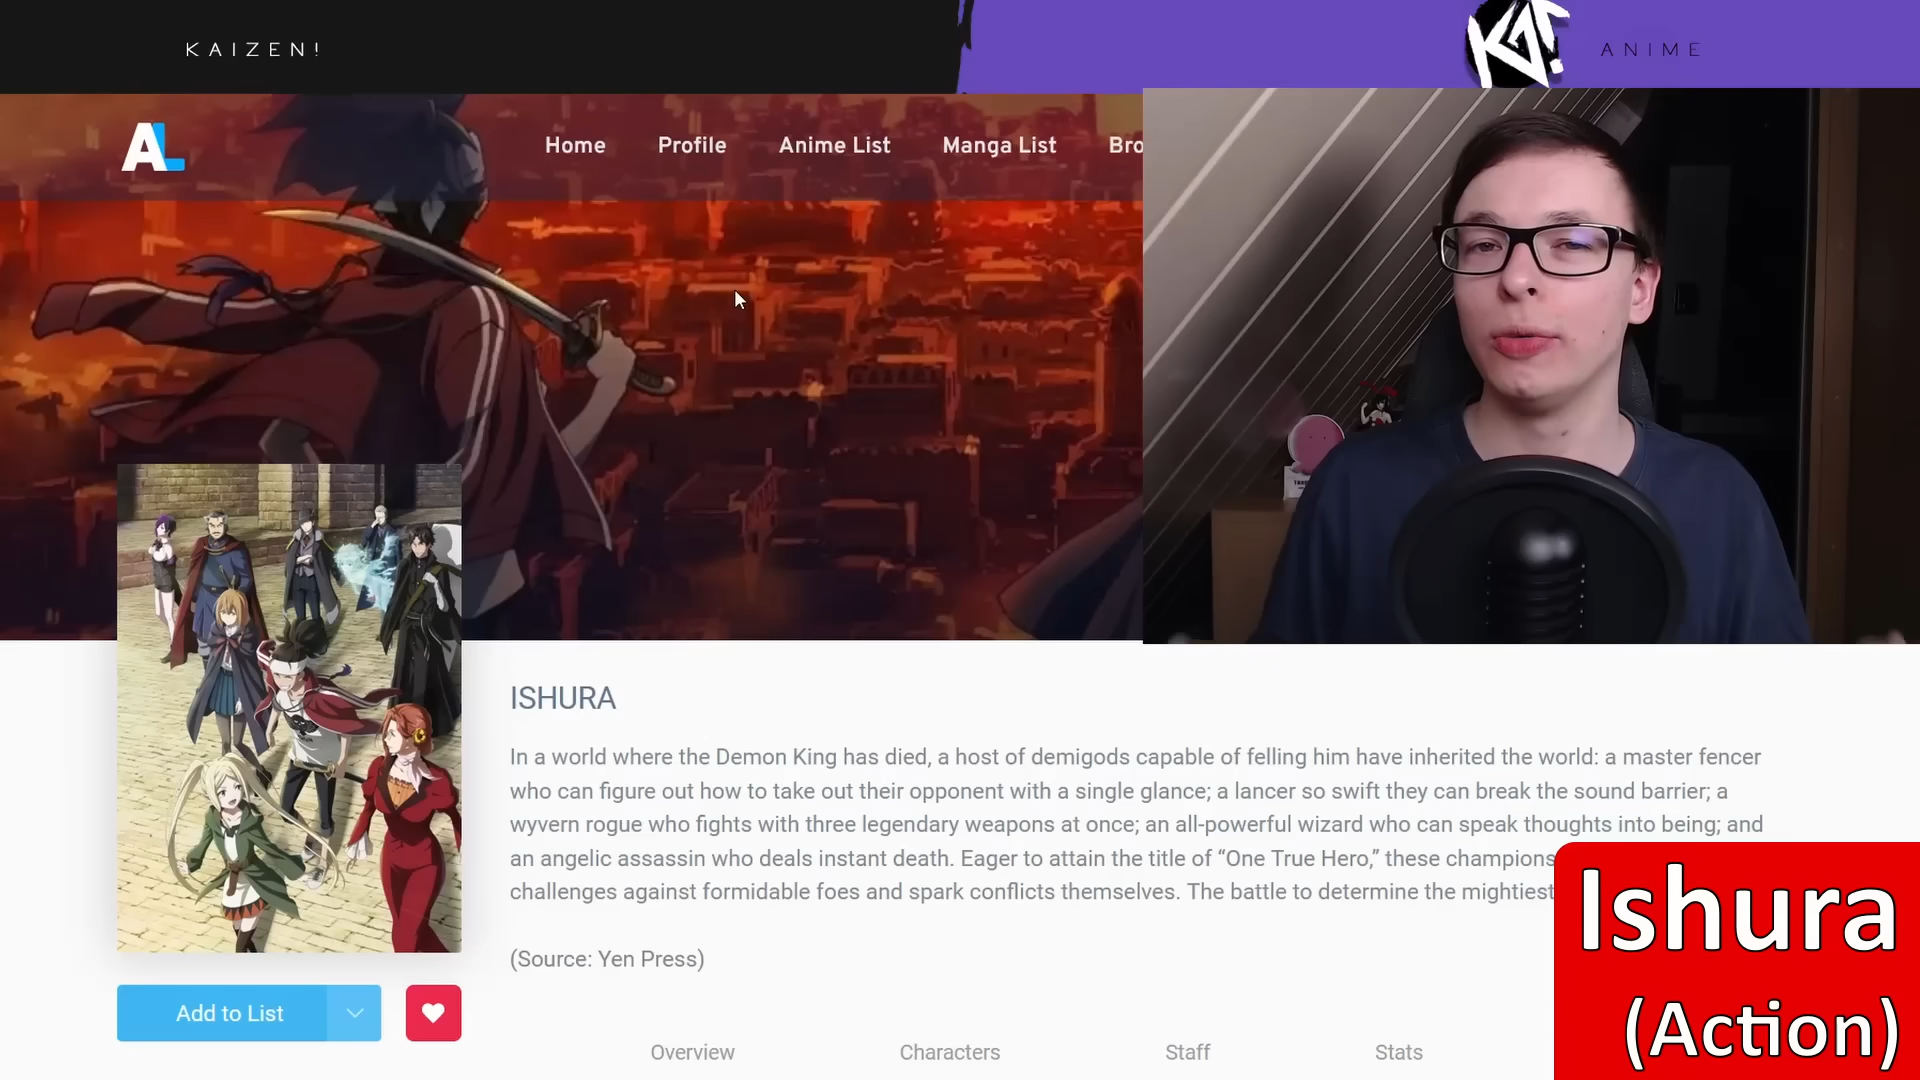 KAIZEN!
KA!
ANIME
AL
Home
Profile
Anime List
Manga List
Bro
ISHURA
In a world where the Demon King has died, a host of demigods capable of felling him have inherited the world: a master fencer
who can figure out how to take out their opponent with a single glance; a lancer so swift they can break the sound barrier; a
wyvern rogue who fights with three legendary weapons at once; an all-powerful wizard who can speak thoughts into being; and
an angelic assassin who deals instant death. Eager to attain the title of “One True Hero,” these champions
challenges against formidable foes and spark conflicts themselves. The battle to determine the mightiest
(Source: Yen Press)
Add to List
Overview
Characters
Staff
Stats
Ishura
(Action)